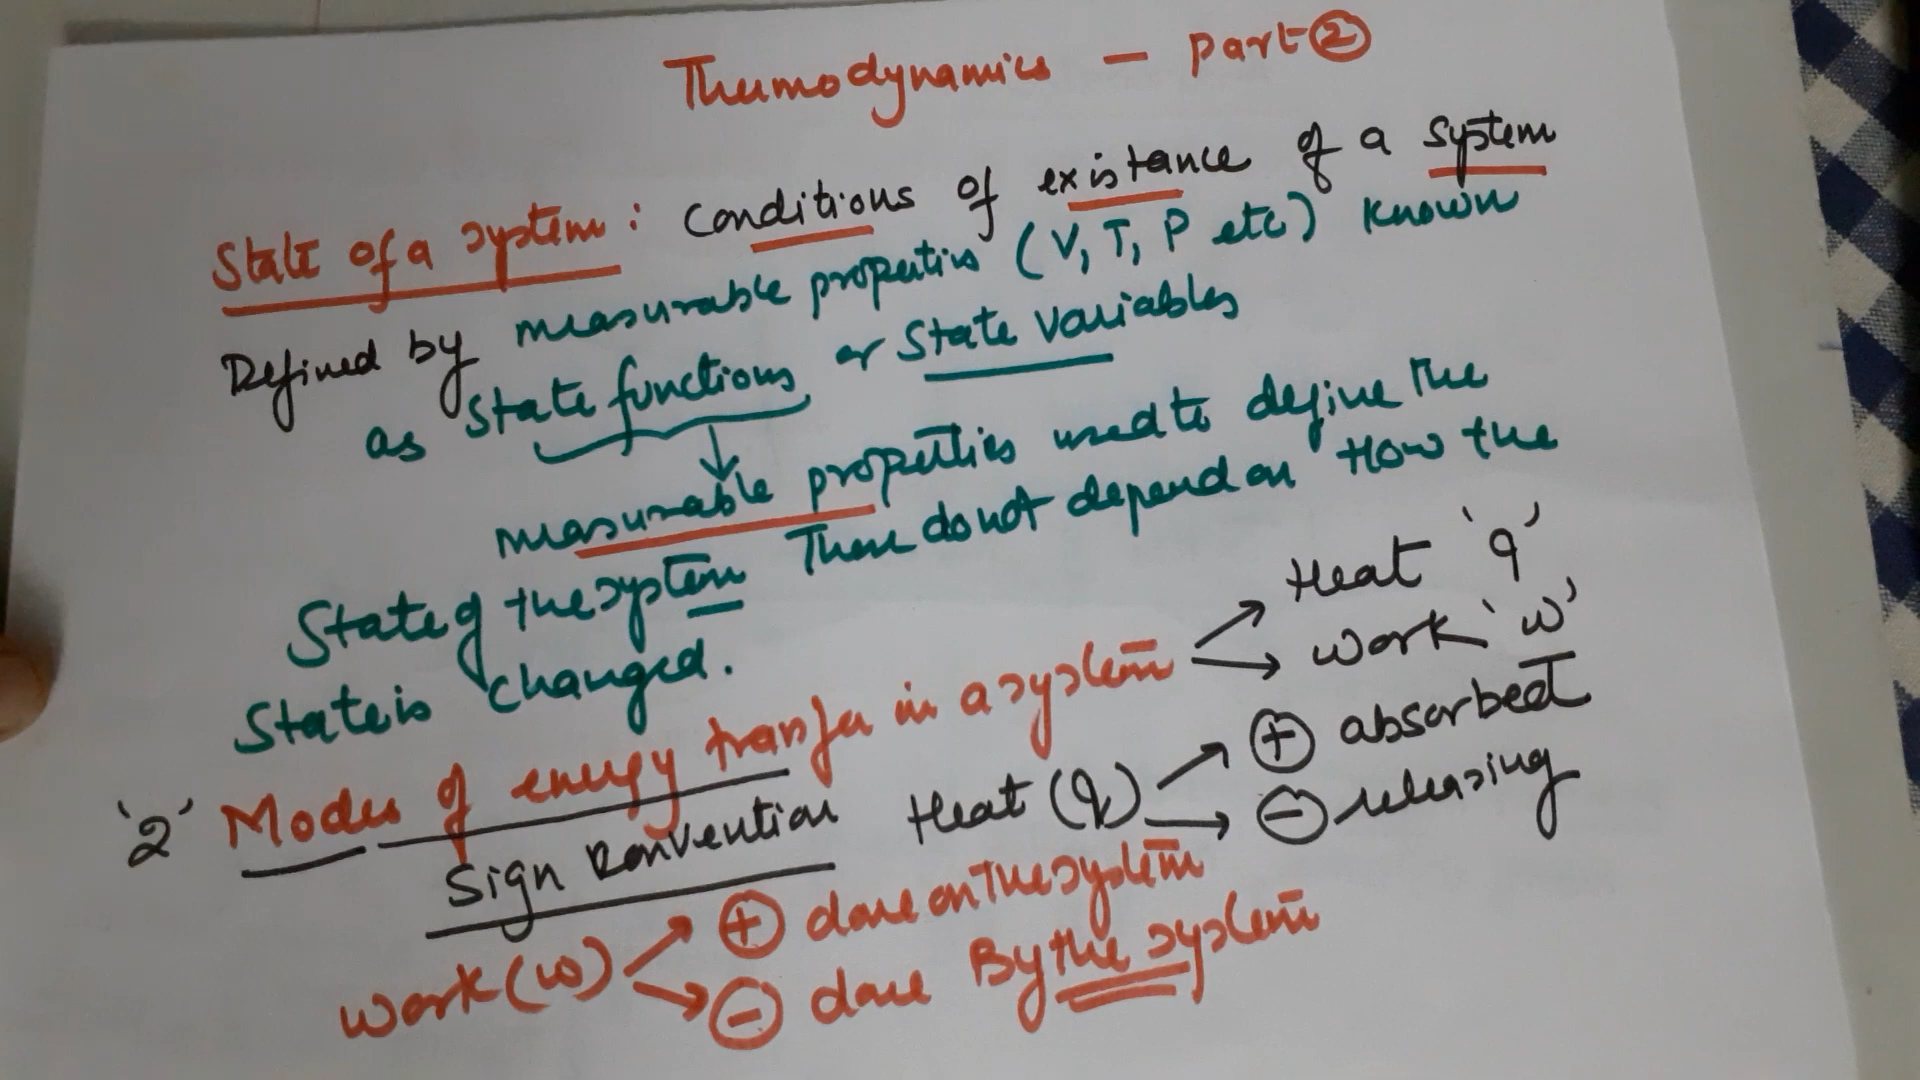 Thermodynamics - Part 2
State of a system : Conditions of existance of a system
Defined by measurable properties (V, T, P etc) known
as State functions or State variables
measurable properties used to define the
State of the system These do not depend on How the
State is changed.
'2' Modes of energy transfer in a system → Heat 'q'
→ work 'w'
Sign Convention Heat (q) → + absorbed
→ - releasing
work (w) → + done on the system
→ - done By the system